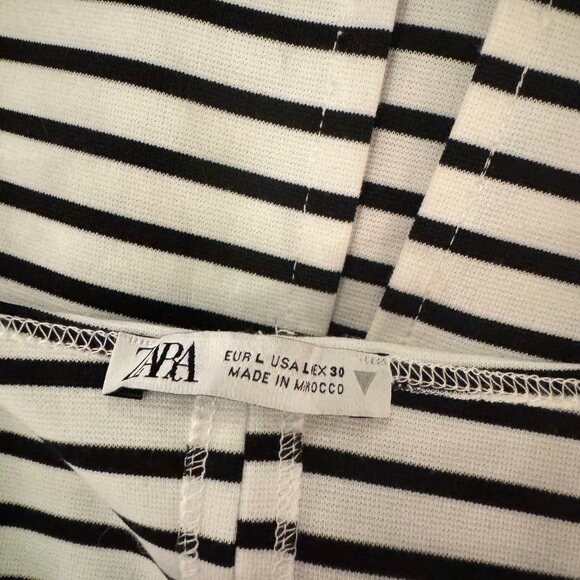 ZARA
EUR L USA L MEX 30
MADE IN MOROCCO